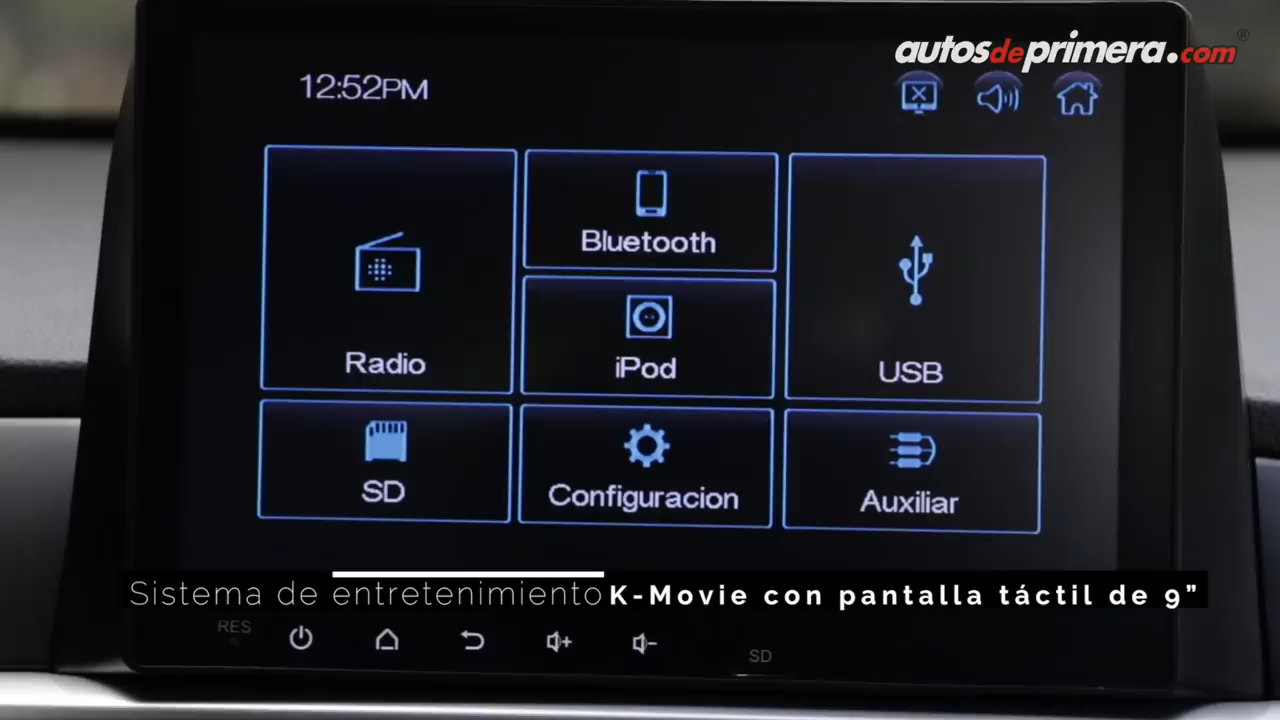 autosdeprimera.com®
12:52PM
Radio
Bluetooth
iPod
USB
SD
Configuracion
Auxiliar
Sistema de entretenimiento K-Movie con pantalla táctil de 9”
RES
SD